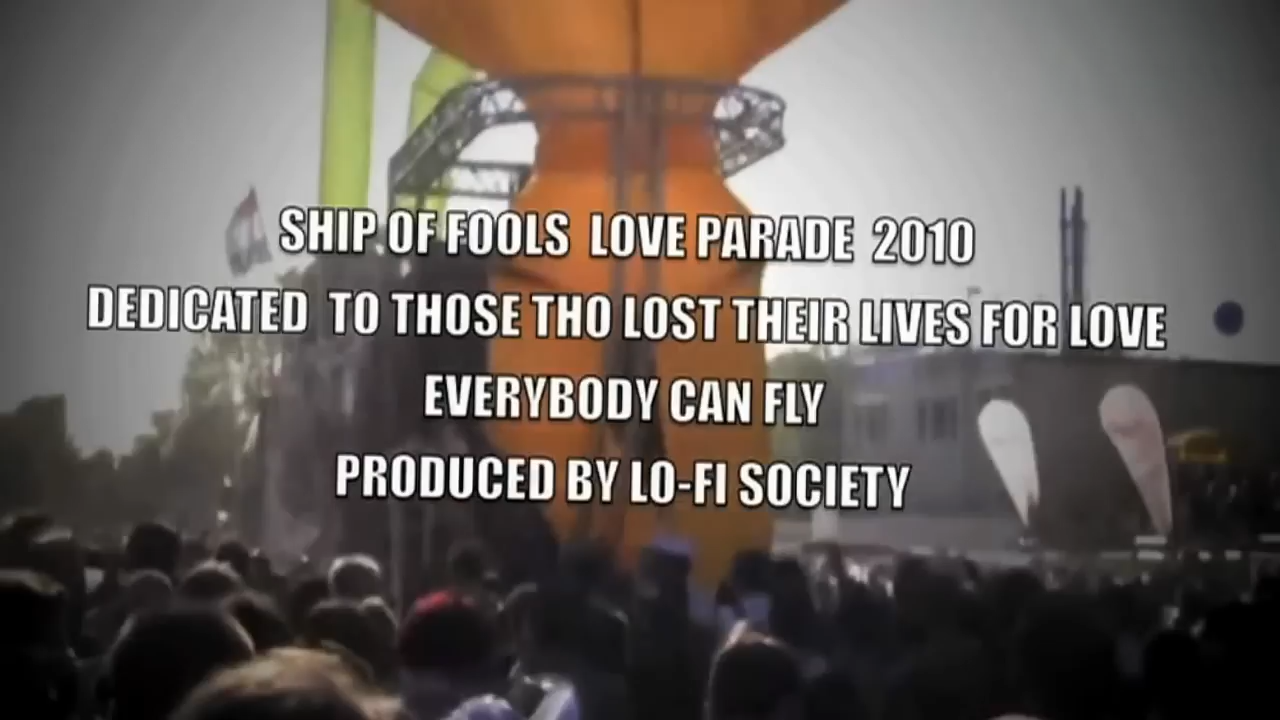 SHIP OF FOOLS LOVE PARADE 2010
DEDICATED TO THOSE THO LOST THEIR LIVES FOR LOVE
EVERYBODY CAN FLY
PRODUCED BY LO-FI SOCIETY